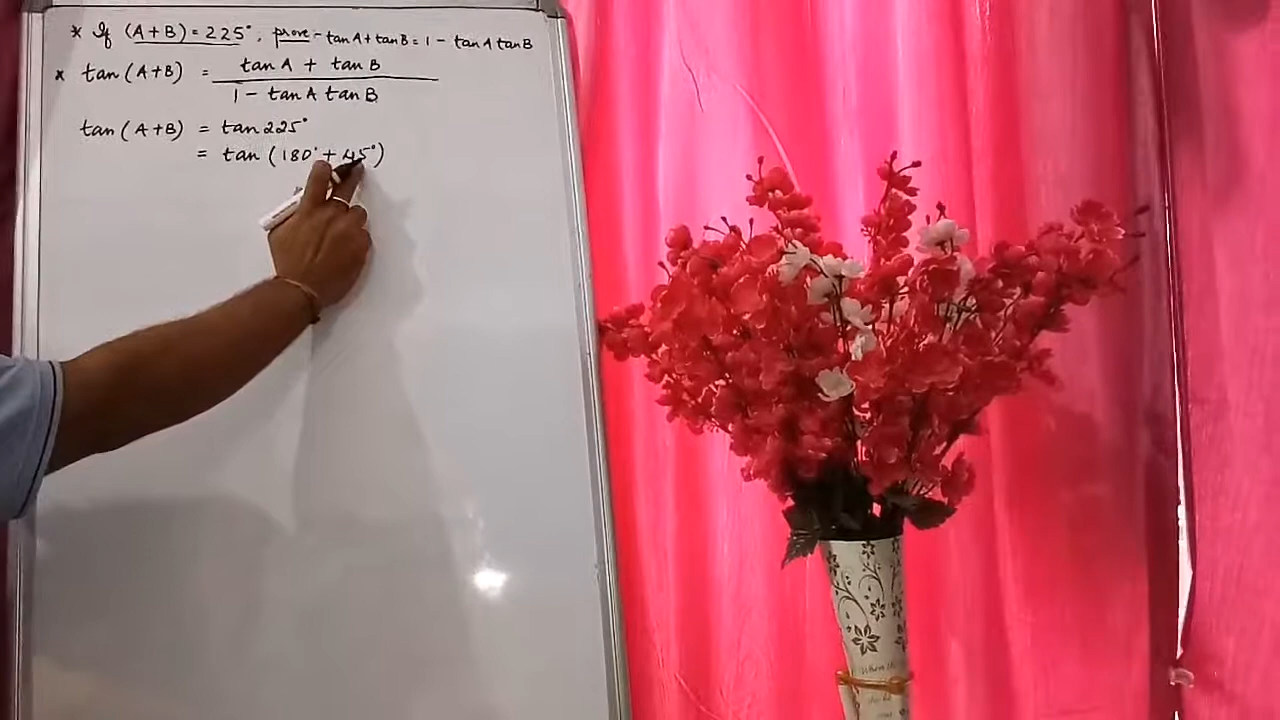 * If (A+B) = 225°, prove - tan A + tan B = 1 - tan A tan B
* tan (A+B) = tan A + tan B
1 - tan A tan B
tan (A+B) = tan 225°
= tan (180° + 45°)